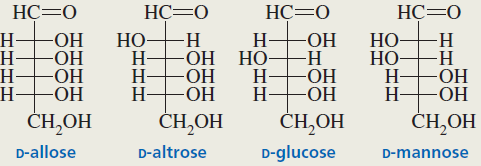 HC=O HC=O HC=O HC=O
H OH HO H H OH HO H
H OH H OH HO H HO H
H OH H OH H OH H OH
H OH H OH H OH H OH
CH₂OH CH₂OH CH₂OH CH₂OH
D-allose D-altrose D-glucose D-mannose